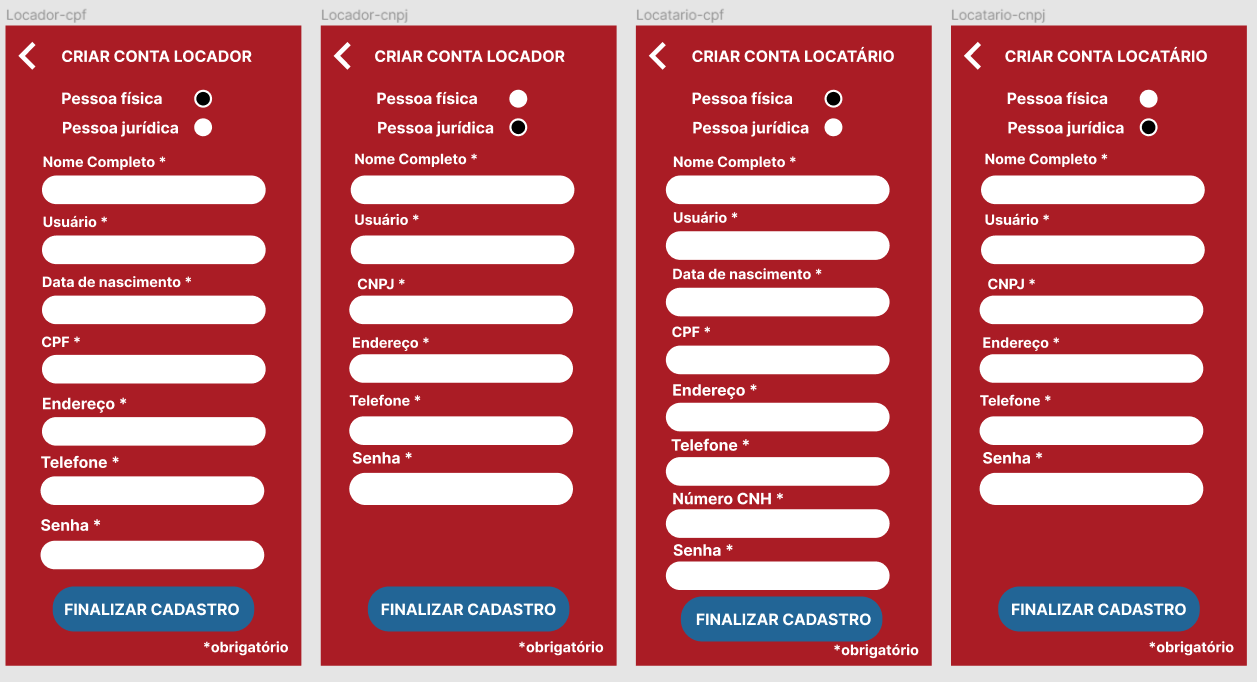 Locador-cpf
CRIAR CONTA LOCADOR
Pessoa física
Pessoa jurídica
Nome Completo *
Usuário *
Data de nascimento *
CPF *
Endereço *
Telefone *
Senha *
FINALIZAR CADASTRO
*obrigatório
Locador-cnpj
CRIAR CONTA LOCADOR
Pessoa física
Pessoa jurídica
Nome Completo *
Usuário *
CNPJ *
Endereço *
Telefone *
Senha *
FINALIZAR CADASTRO
*obrigatório
Locatario-cpf
CRIAR CONTA LOCATÁRIO
Pessoa física
Pessoa jurídica
Nome Completo *
Usuário *
Data de nascimento *
CPF *
Endereço *
Telefone *
Número CNH *
Senha *
FINALIZAR CADASTRO
*obrigatório
Locatario-cnpj
CRIAR CONTA LOCATÁRIO
Pessoa física
Pessoa jurídica
Nome Completo *
Usuário *
CNPJ *
Endereço *
Telefone *
Senha *
FINALIZAR CADASTRO
*obrigatório